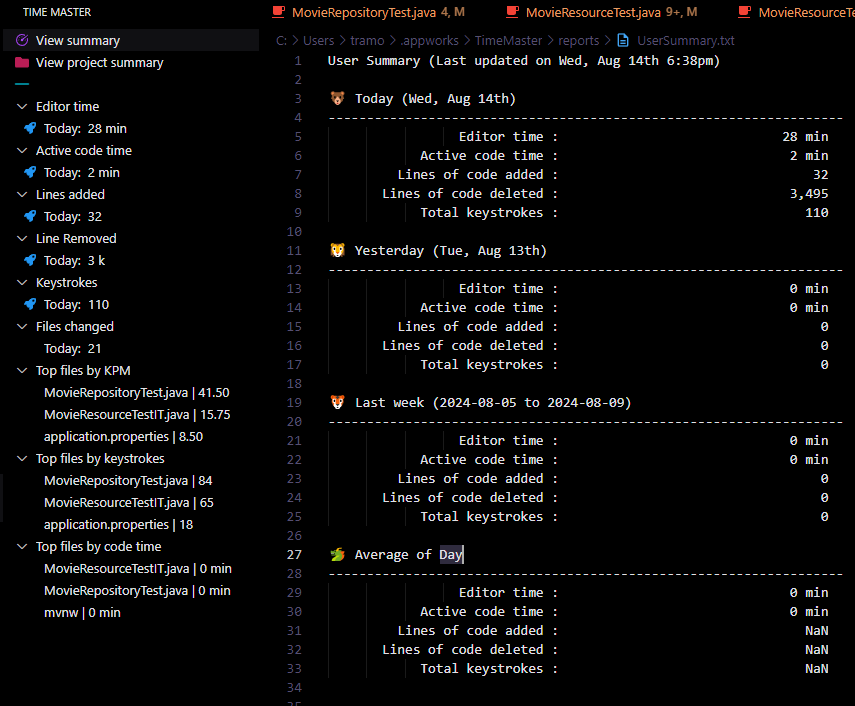 TIME MASTER
View summary
View project summary
Editor time
Today: 28 min
Active code time
Today: 2 min
Lines added
Today: 32
Line Removed
Today: 3 k
Keystrokes
Today: 110
Files changed
Today: 21
Top files by KPM
MovieRepositoryTest.java | 41.50
MovieResourceTestIT.java | 15.75
application.properties | 8.50
Top files by keystrokes
MovieRepositoryTest.java | 84
MovieResourceTestIT.java | 65
application.properties | 18
Top files by code time
MovieResourceTestIT.java | 0 min
MovieRepositoryTest.java | 0 min
mvnw | 0 min
MovieRepositoryTest.java 4, M MovieResourceTest.java 9+, M MovieResourceTe
C: > Users > tramo > .appworks > TimeMaster > reports > UserSummary.txt
1 User Summary (Last updated on Wed, Aug 14th 6:38pm)
2
3 🐻 Today (Wed, Aug 14th)
4 -------------------------------------------------------------------
5 Editor time : 28 min
6 Active code time : 2 min
7 Lines of code added : 32
8 Lines of code deleted : 3,495
9 Total keystrokes : 110
10
11 🐯 Yesterday (Tue, Aug 13th)
12 -------------------------------------------------------------------
13 Editor time : 0 min
14 Active code time : 0 min
15 Lines of code added : 0
16 Lines of code deleted : 0
17 Total keystrokes : 0
18
19 🦊 Last week (2024-08-05 to 2024-08-09)
20 -------------------------------------------------------------------
21 Editor time : 0 min
22 Active code time : 0 min
23 Lines of code added : 0
24 Lines of code deleted : 0
25 Total keystrokes : 0
26
27 🐲 Average of Day
28 -------------------------------------------------------------------
29 Editor time : 0 min
30 Active code time : 0 min
31 Lines of code added : NaN
32 Lines of code deleted : NaN
33 Total keystrokes : NaN
34